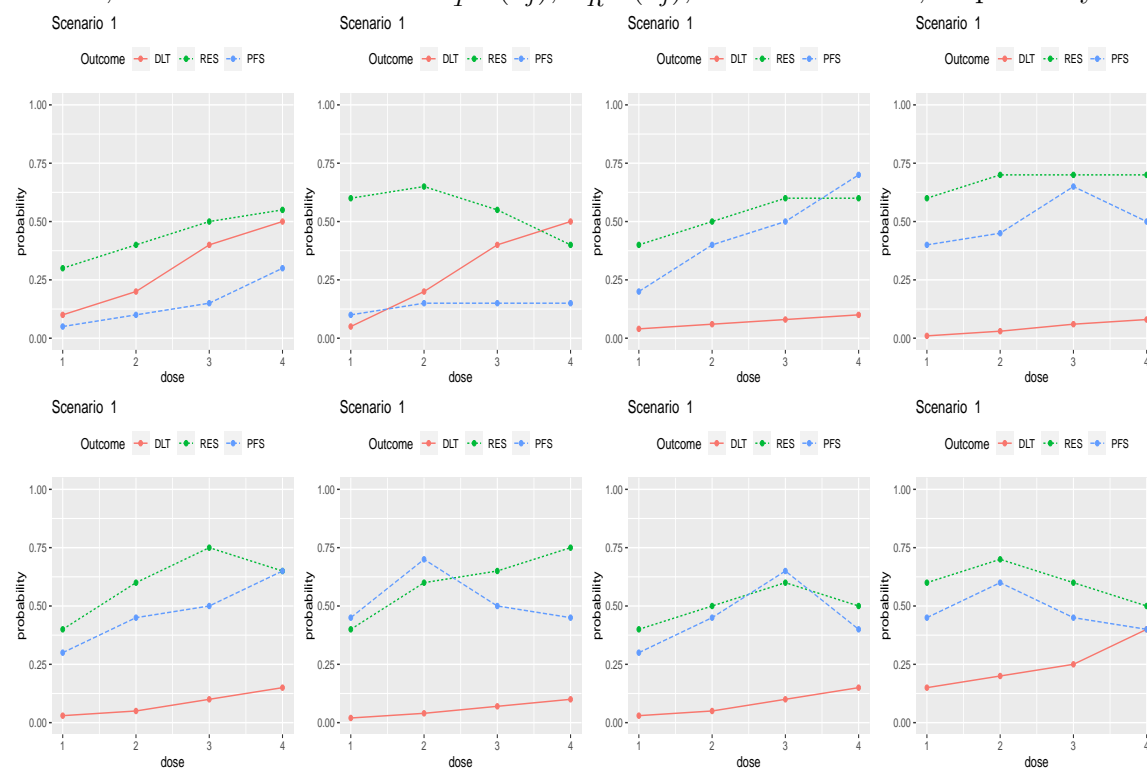 Scenario 1 Scenario 1 Scenario 1 Scenario 1
Outcome DLT RES PFS Outcome DLT RES PFS Outcome DLT RES PFS Outcome DLT RES PFS
1.00 1.00 1.00 1.00
0.75 0.75 0.75 0.75
probability probability probability probability
0.50 0.50 0.50 0.50
0.25 0.25 0.25 0.25
0.00 0.00 0.00 0.00
1 2 3 4 1 2 3 4 1 2 3 4 1 2 3 4
dose dose dose dose
Scenario 1 Scenario 1 Scenario 1 Scenario 1
Outcome DLT RES PFS Outcome DLT RES PFS Outcome DLT RES PFS Outcome DLT RES PFS
1.00 1.00 1.00 1.00
0.75 0.75 0.75 0.75
probability probability probability probability
0.50 0.50 0.50 0.50
0.25 0.25 0.25 0.25
0.00 0.00 0.00 0.00
1 2 3 4 1 2 3 4 1 2 3 4 1 2 3 4
dose dose dose dose